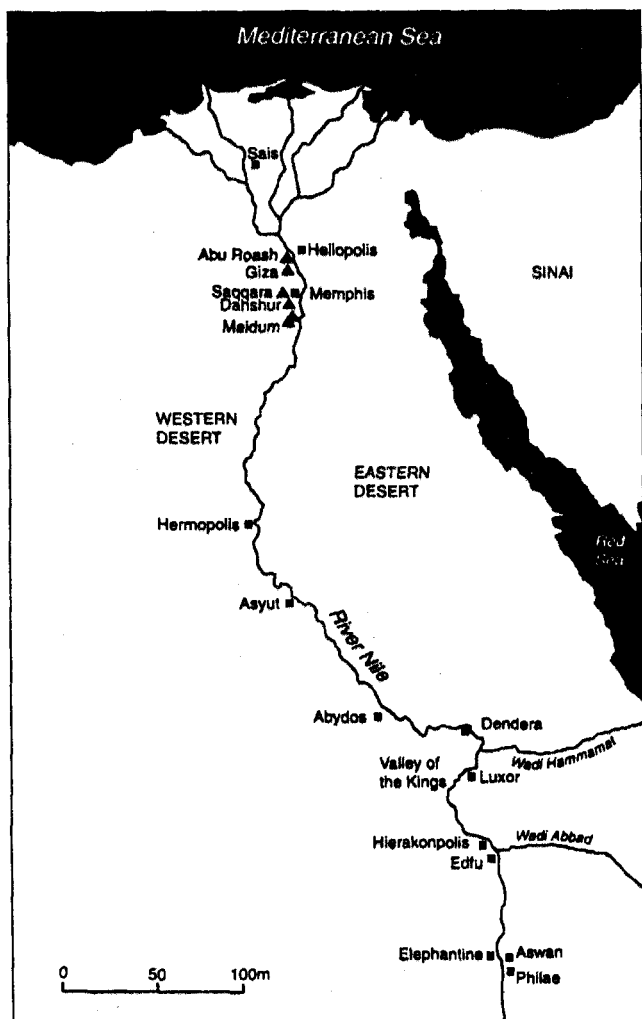 Mediterranean Sea
Sais
Abu Roash
Heliopolis
Giza
SINAI
Saqqara
Memphis
Dahshur
Meidum
WESTERN
DESERT
EASTERN
DESERT
Hermopolis
Red
Sea
Asyut
River Nile
Abydos
Dendera
Wadi Hammamat
Valley of
the Kings
Luxor
Wadi Abbad
Hierakonpolis
Edfu
Elephantine
Aswan
Philae
0 50 100m